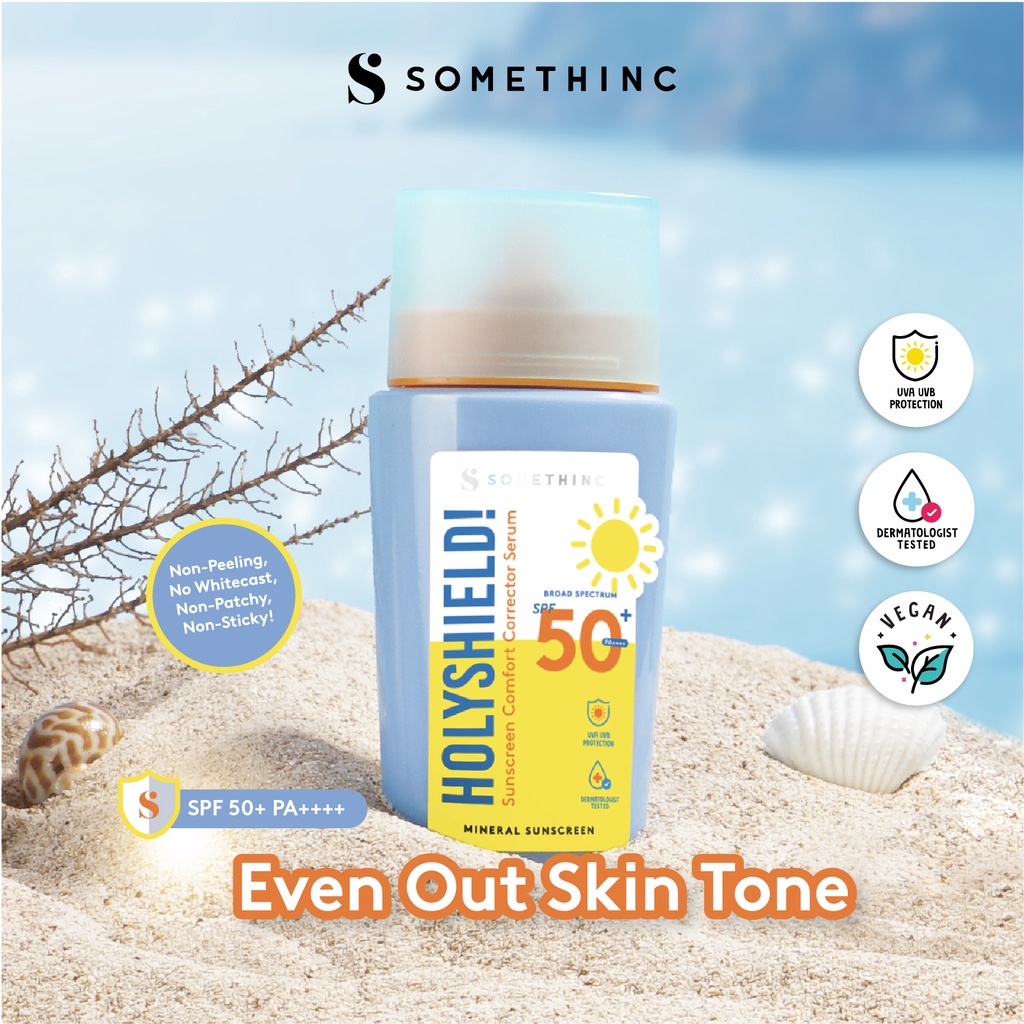 SOMETHINC
UVA UVB
PROTECTION
DERMATOLOGIST
TESTED
VEGAN
Non-Peeling,
No Whitecast,
Non-Patchy,
Non-Sticky!
SOMETHINC
HOLYSHIELD!
Sunscreen Comfort Corrector Serum
BROAD SPECTRUM
SPF
50+
PA++++
UVA UVB
PROTECTION
DERMATOLOGIST
TESTED
MINERAL SUNSCREEN
SPF 50+ PA++++
Even Out Skin Tone